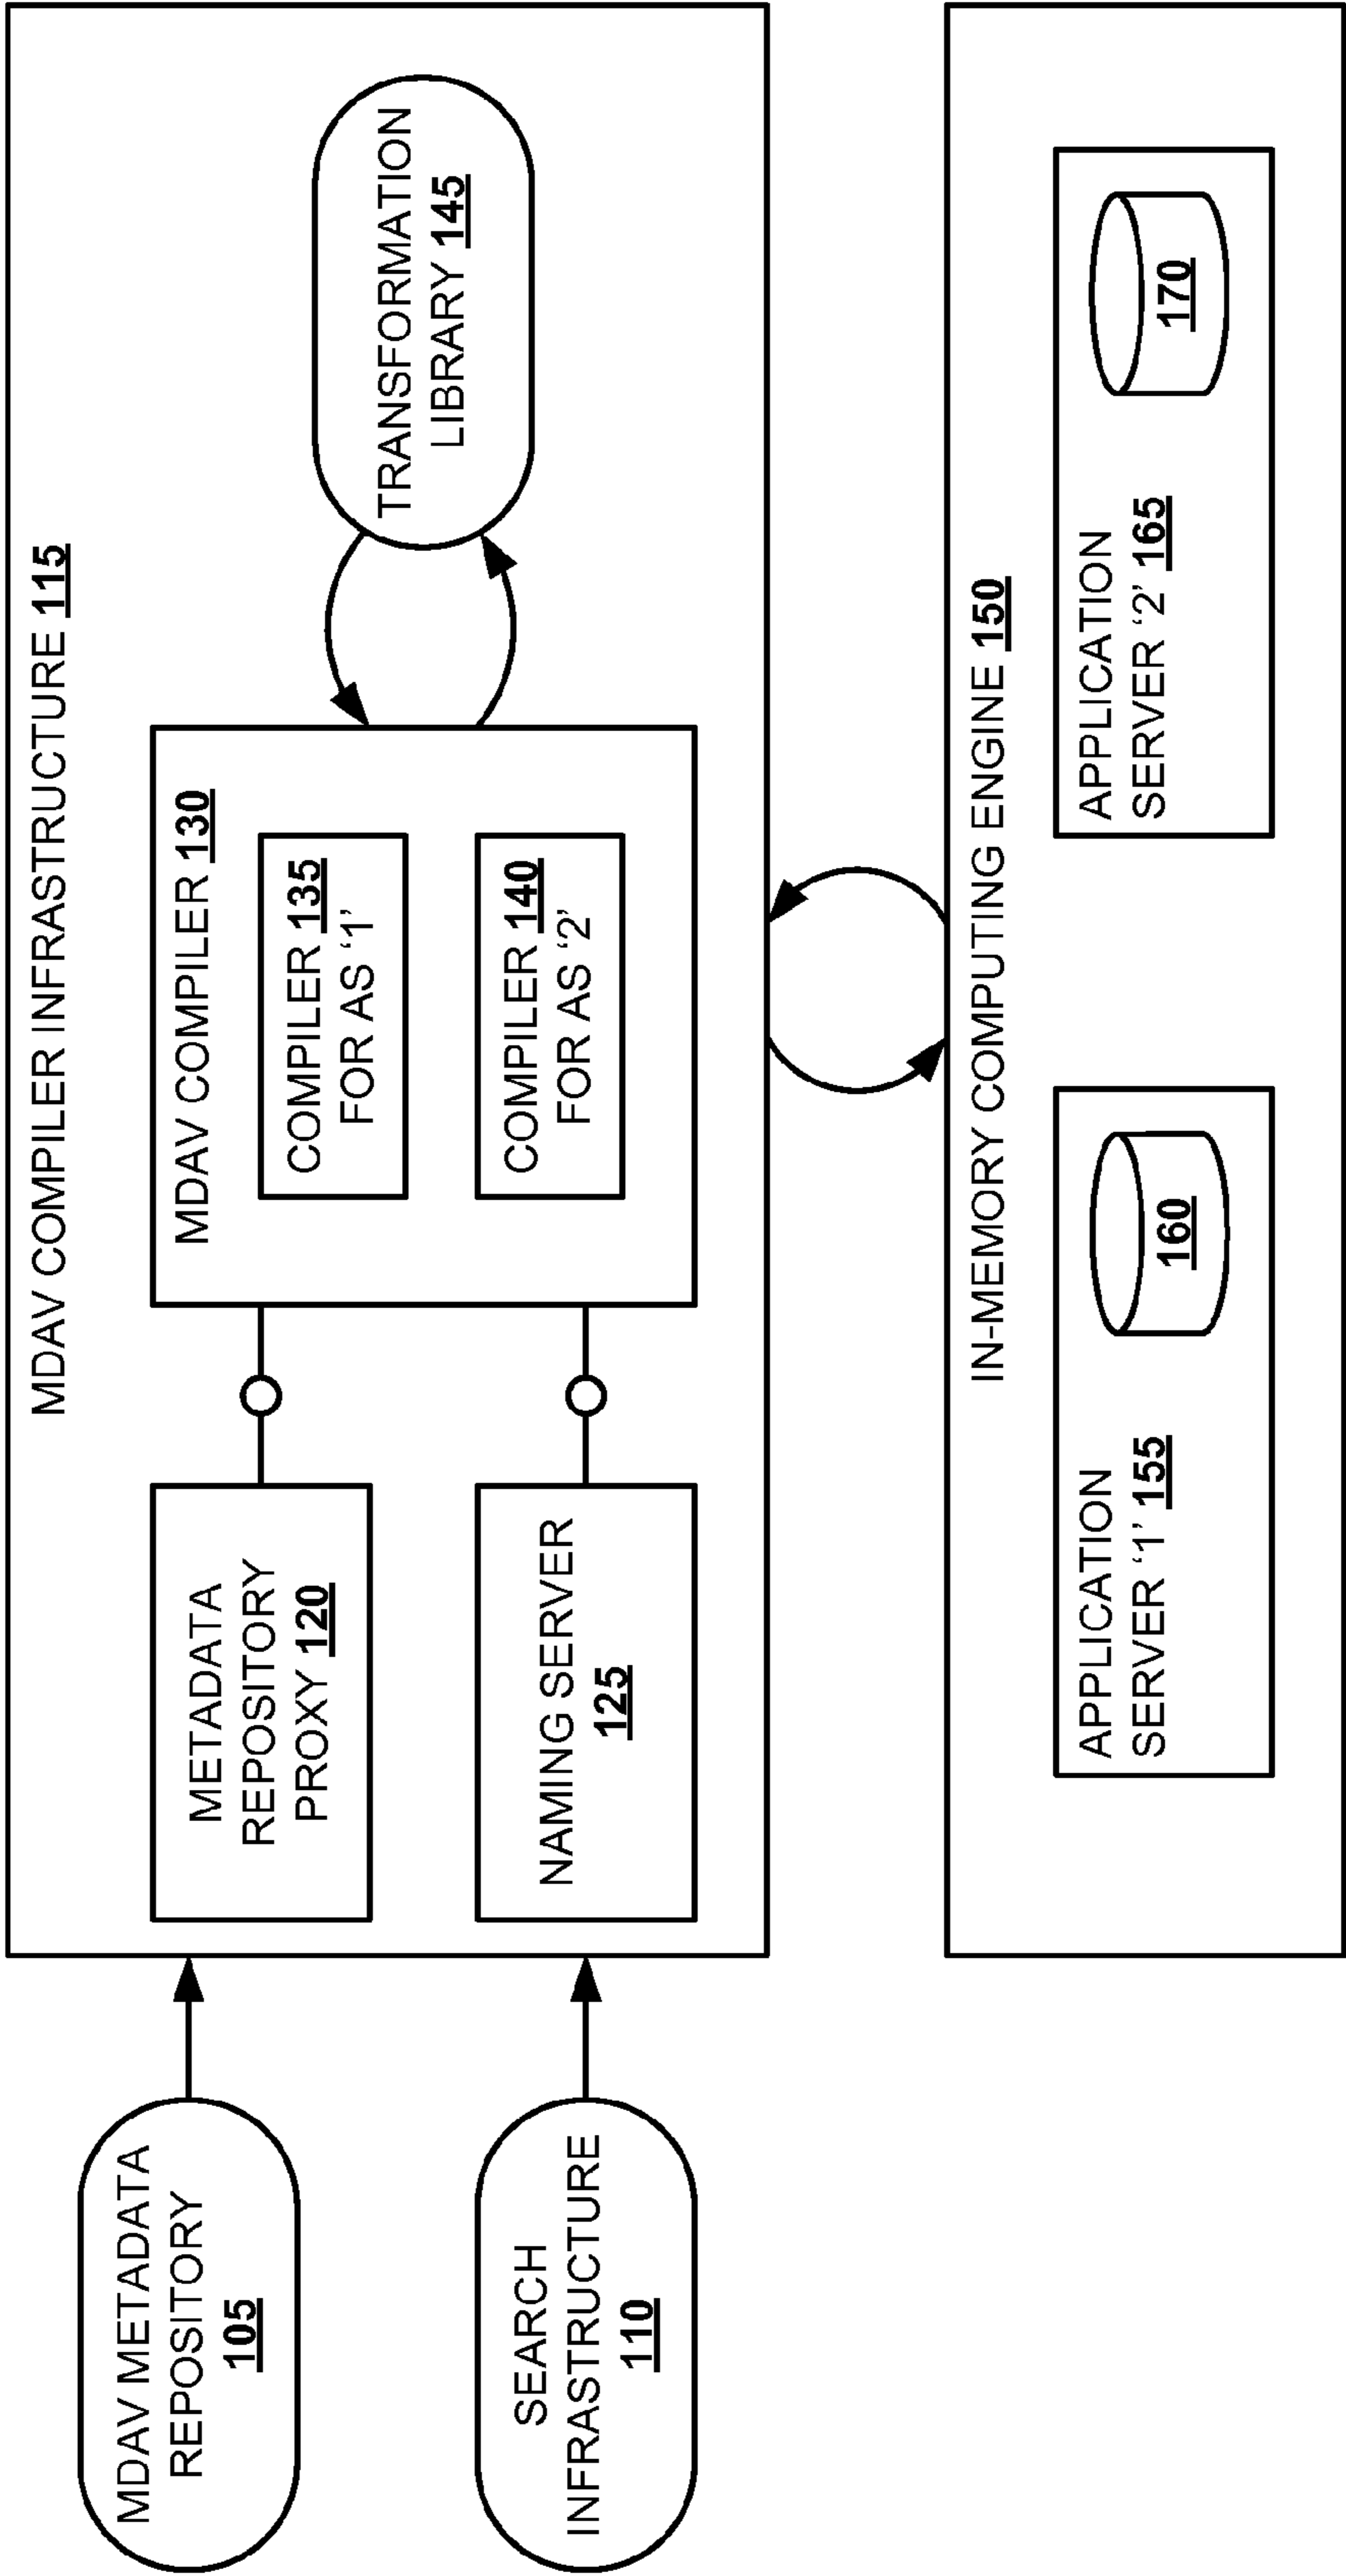 MDAV METADATA
REPOSITORY
105
SEARCH
INFRASTRUCTURE
110
MDAV COMPILER INFRASTRUCTURE 115
METADATA
REPOSITORY
PROXY 120
NAMING SERVER
125
MDAV COMPILER 130
COMPILER 135
FOR AS ‘1’
COMPILER 140
FOR AS ‘2’
TRANSFORMATION
LIBRARY 145
IN-MEMORY COMPUTING ENGINE 150
APPLICATION
SERVER ‘1’ 155
160
APPLICATION
SERVER ‘2’ 165
170